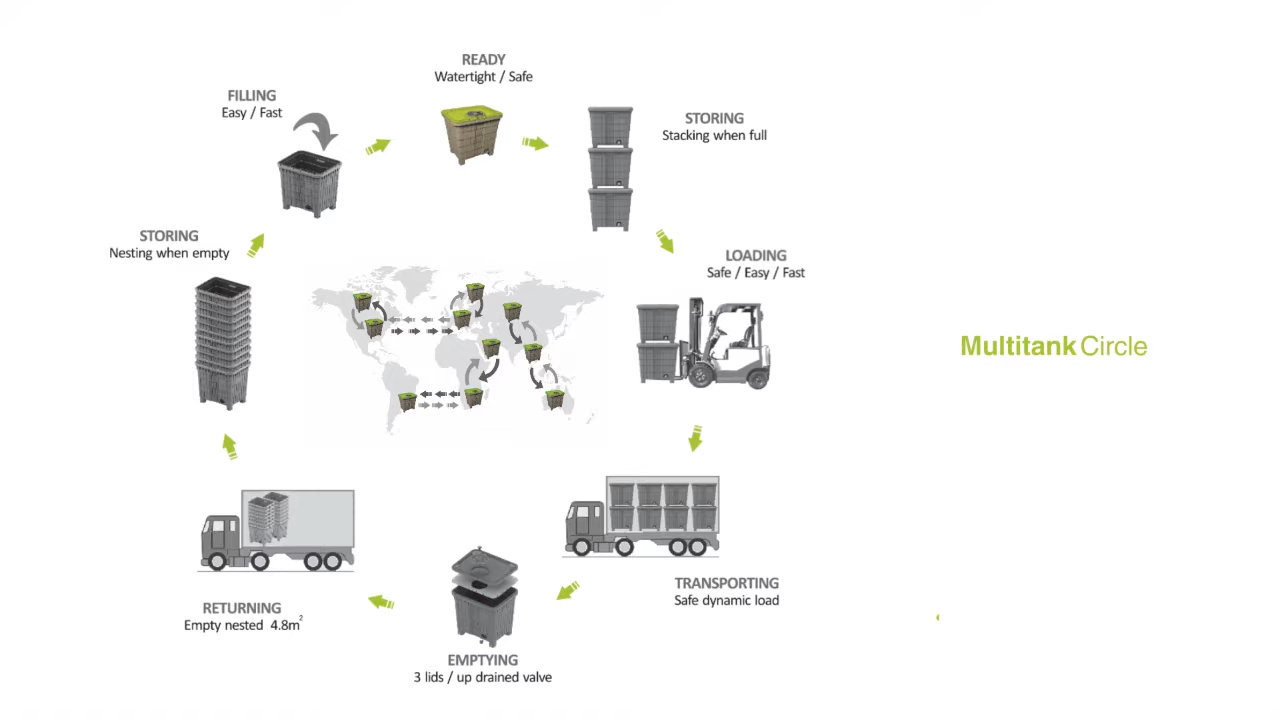 READY
Watertight / Safe
FILLING
Easy / Fast
STORING
Stacking when full
STORING
Nesting when empty
LOADING
Safe / Easy / Fast
Multitank Circle
TRANSPORTING
Safe dynamic load
RETURNING
Empty nested 4.8m²
EMPTYING
3 lids / up drained valve